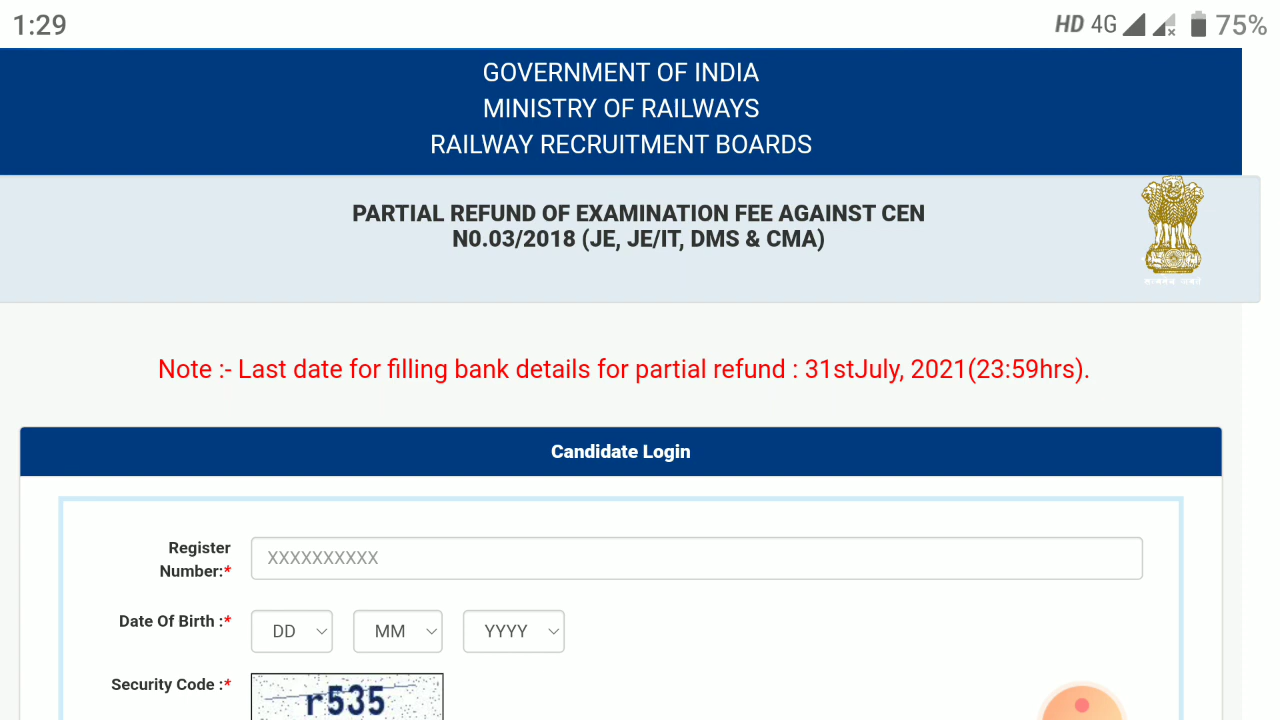 1:29 HD 4G 75%
GOVERNMENT OF INDIA
MINISTRY OF RAILWAYS
RAILWAY RECRUITMENT BOARDS
PARTIAL REFUND OF EXAMINATION FEE AGAINST CEN
N0.03/2018 (JE, JE/IT, DMS & CMA)
सत्यमेव जयते
Note :- Last date for filling bank details for partial refund : 31stJuly, 2021(23:59hrs).
Candidate Login
Register
Number:*
XXXXXXXXXX
Date Of Birth :*
DD MM YYYY
Security Code :*
r535